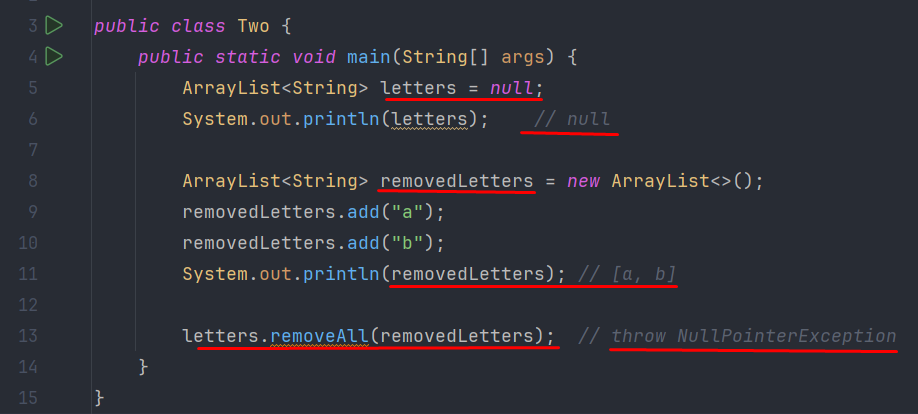 3 public class Two {
4 public static void main(String[] args) {
5 ArrayList<String> letters = null;
6 System.out.println(letters); // null
7
8 ArrayList<String> removedLetters = new ArrayList<>();
9 removedLetters.add("a");
10 removedLetters.add("b");
11 System.out.println(removedLetters); // [a, b]
12
13 letters.removeAll(removedLetters); // throw NullPointerException
14 }
15 }